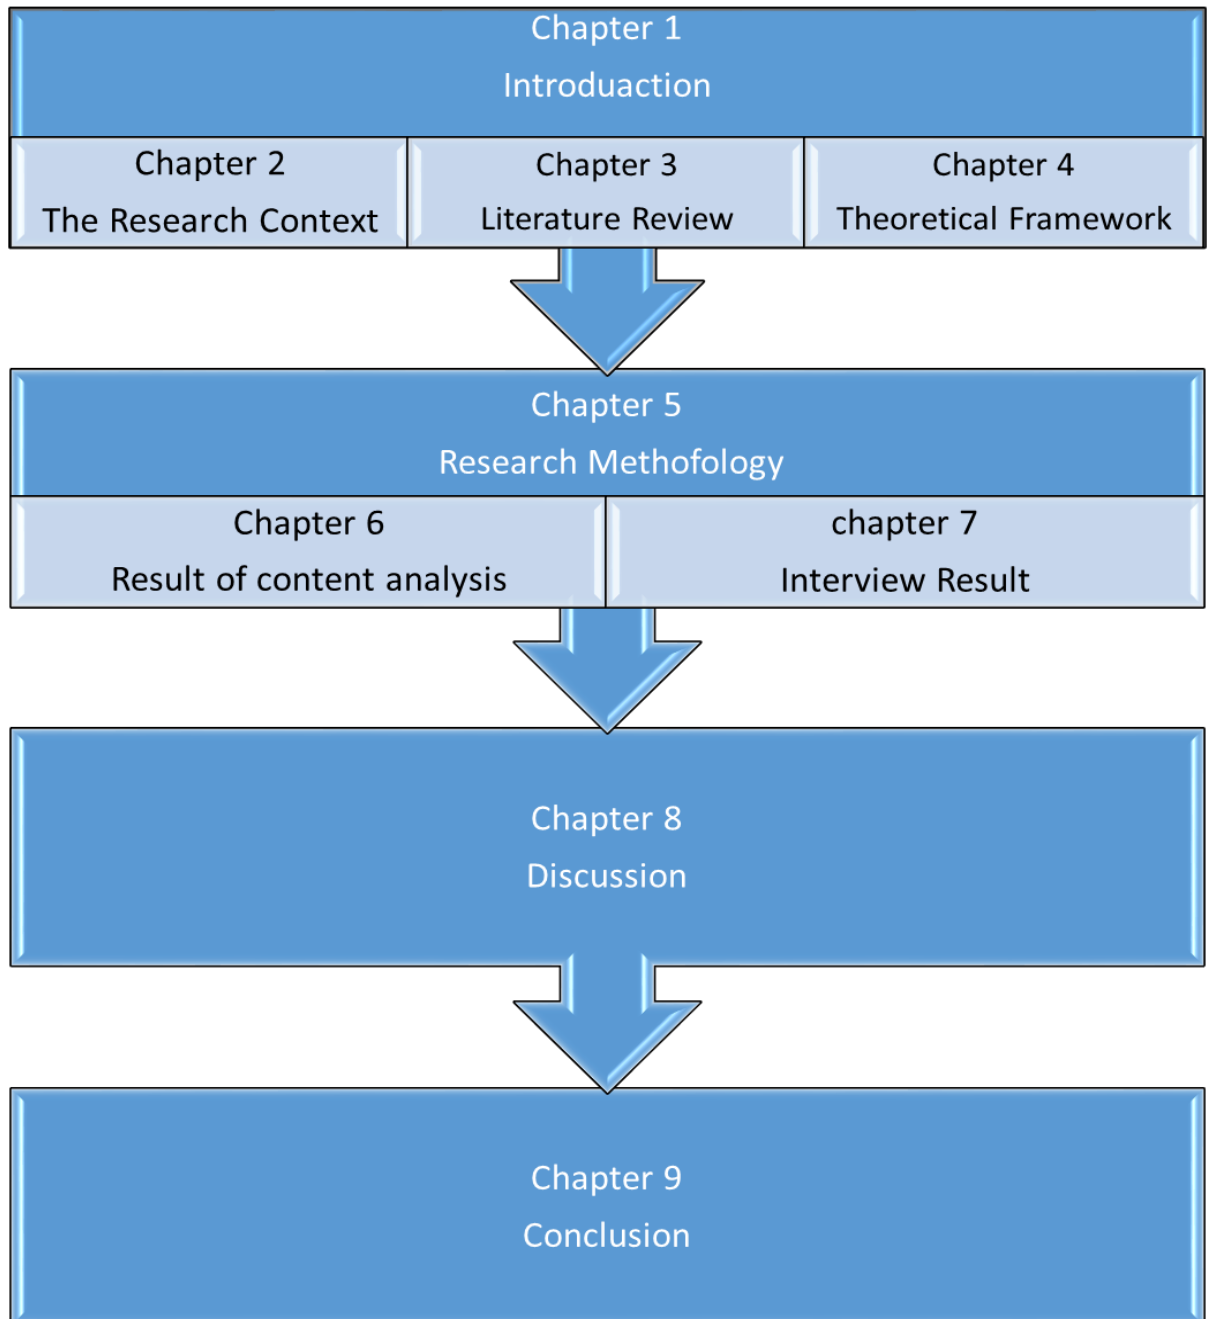 Chapter 1
Introduaction
Chapter 2
The Research Context
Chapter 3
Literature Review
Chapter 4
Theoretical Framework
Chapter 5
Research Methofology
Chapter 6
Result of content analysis
chapter 7
Interview Result
Chapter 8
Discussion
Chapter 9
Conclusion